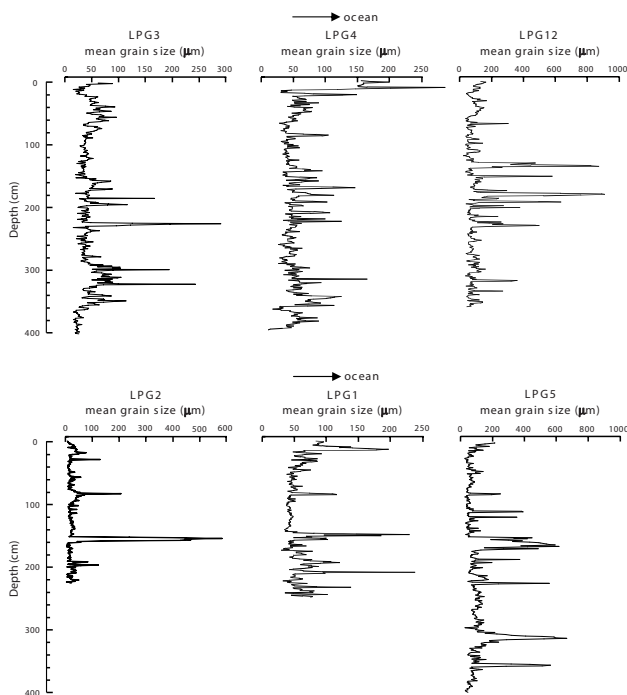 ocean
LPG3 LPG4 LPG12
mean grain size (μm) mean grain size (μm) mean grain size (μm)
0 50 100 150 200 250 300 0 50 100 150 200 250 0 200 400 600 800 1000
0
100
200
300
400
Depth (cm)
ocean
LPG2 LPG1 LPG5
mean grain size (μm) mean grain size (μm) mean grain size (μm)
0 100 200 300 400 500 600 0 50 100 150 200 250 0 200 400 600 800 1000
0
100
200
300
400
Depth (cm)